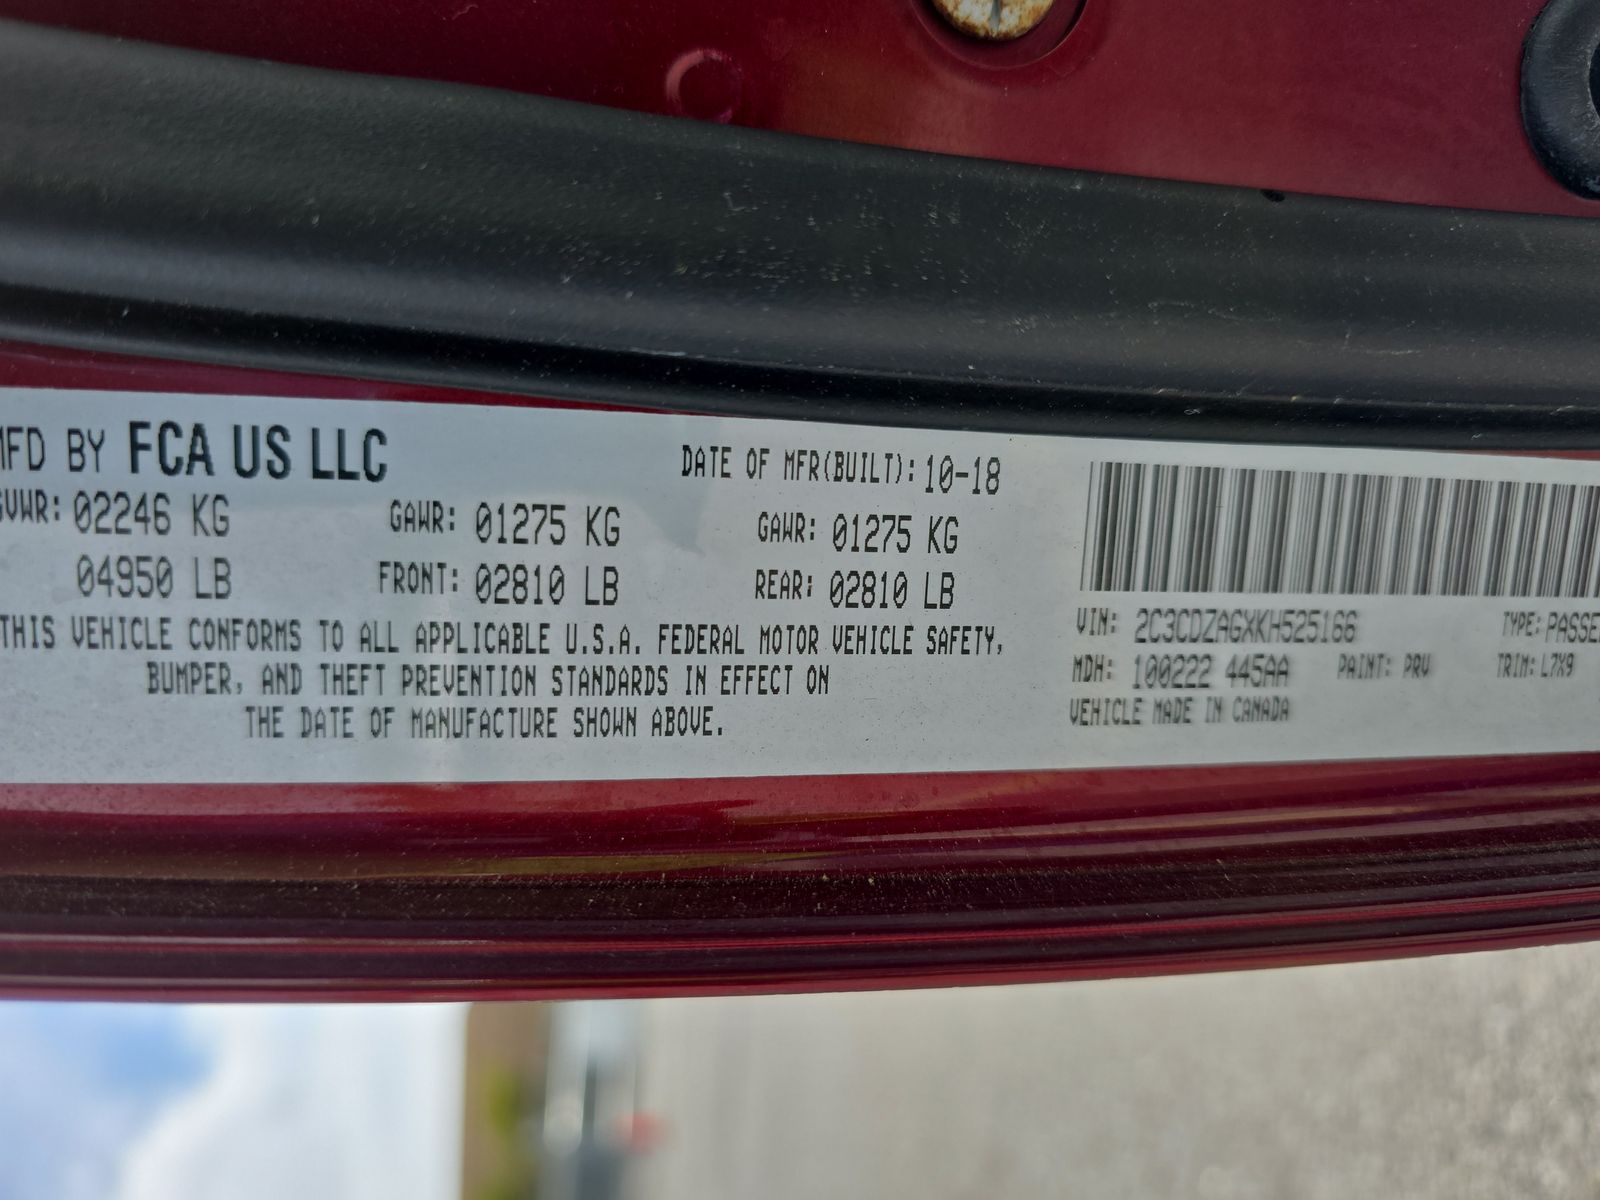 MFD BY FCA US LLC DATE OF MFR(BUILT): 10-18
GVWR: 02246 KG GAWR: 01275 KG GAWR: 01275 KG
04950 LB FRONT: 02810 LB REAR: 02810 LB
THIS VEHICLE CONFORMS TO ALL APPLICABLE U.S.A. FEDERAL MOTOR VEHICLE SAFETY,
BUMPER, AND THEFT PREVENTION STANDARDS IN EFFECT ON
THE DATE OF MANUFACTURE SHOWN ABOVE.
VIN: 2C3CDZAGXKH525166 TYPE: PASSE
MDH: 100222 445AA PAINT: PRV TRIM: L7X9
VEHICLE MADE IN CANADA